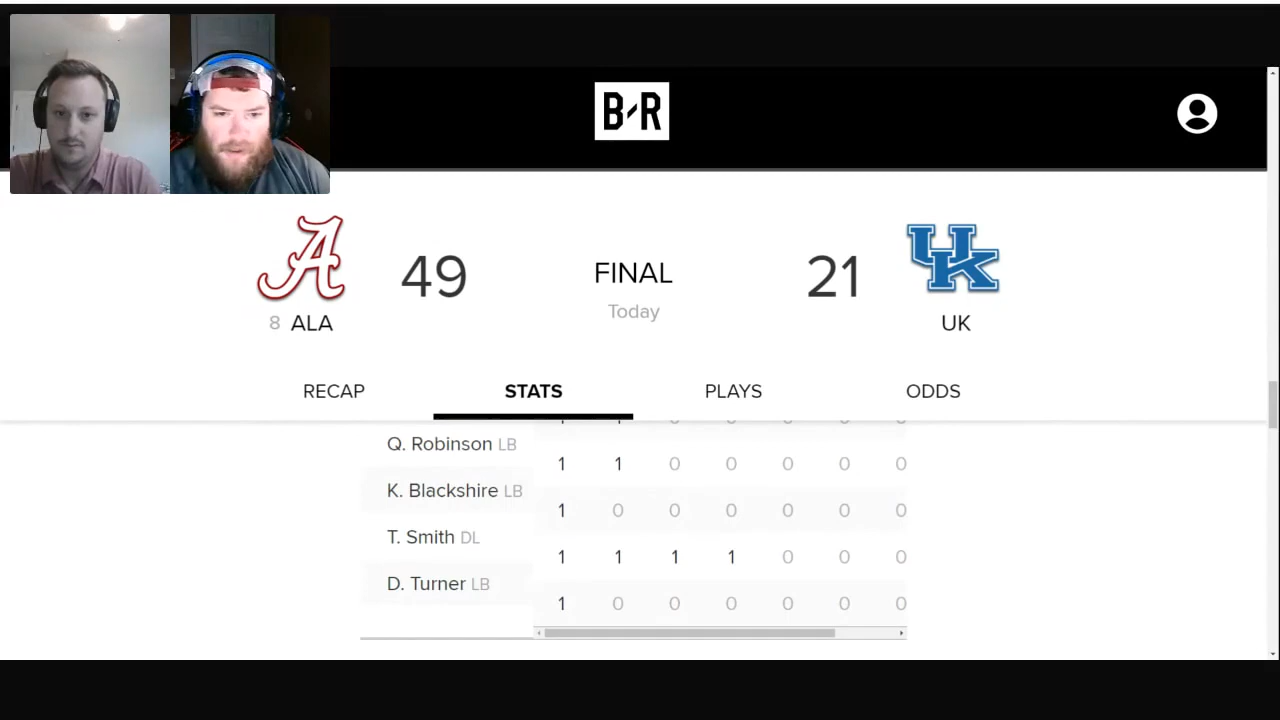 B/R
A
49
FINAL
21
UK
Today
8 ALA
UK
RECAP
STATS
PLAYS
ODDS
Q. Robinson LB
1 1 0 0 0 0 0
K. Blackshire LB
1 0 0 0 0 0 0
T. Smith DL
1 1 1 1 0 0 0
D. Turner LB
1 0 0 0 0 0 0